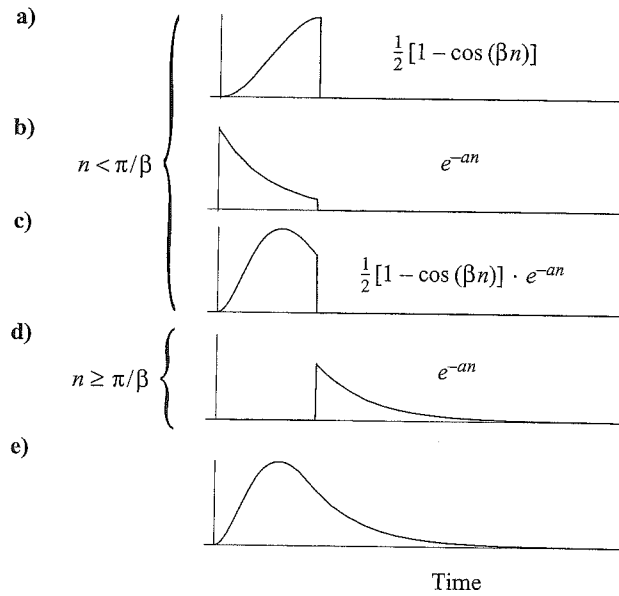 a)
½[1 – cos (βn)]
b)
n < π/β
e^{–an}
c)
½[1 – cos (βn)] · e^{–an}
d)
n ≥ π/β
e^{–an}
e)
Time